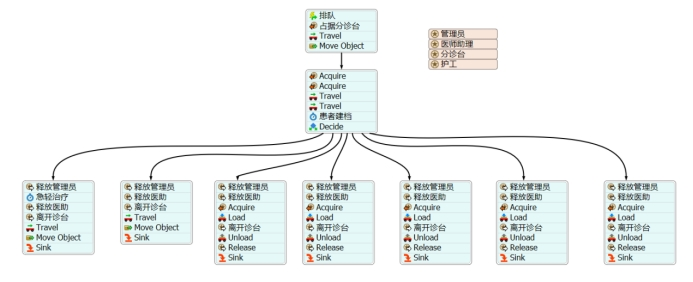 排队
占据分诊台
Travel
Move Object
管理员
医师助理
分诊台
护工
Acquire
Acquire
Travel
Travel
患者建档
Decide
释放管理员
急轻治疗
释放医助
离开诊台
Travel
Move Object
Sink
释放管理员
释放医助
离开诊台
Travel
Move Object
Sink
释放管理员
释放医助
Acquire
Load
离开诊台
Unload
Release
Sink
释放管理员
释放医助
Acquire
Load
离开诊台
Unload
Release
Sink
释放管理员
释放医助
Acquire
Load
离开诊台
Unload
Release
Sink
释放管理员
释放医助
Acquire
Load
离开诊台
Unload
Release
Sink
释放管理员
释放医助
Acquire
Load
离开诊台
Unload
Release
Sink